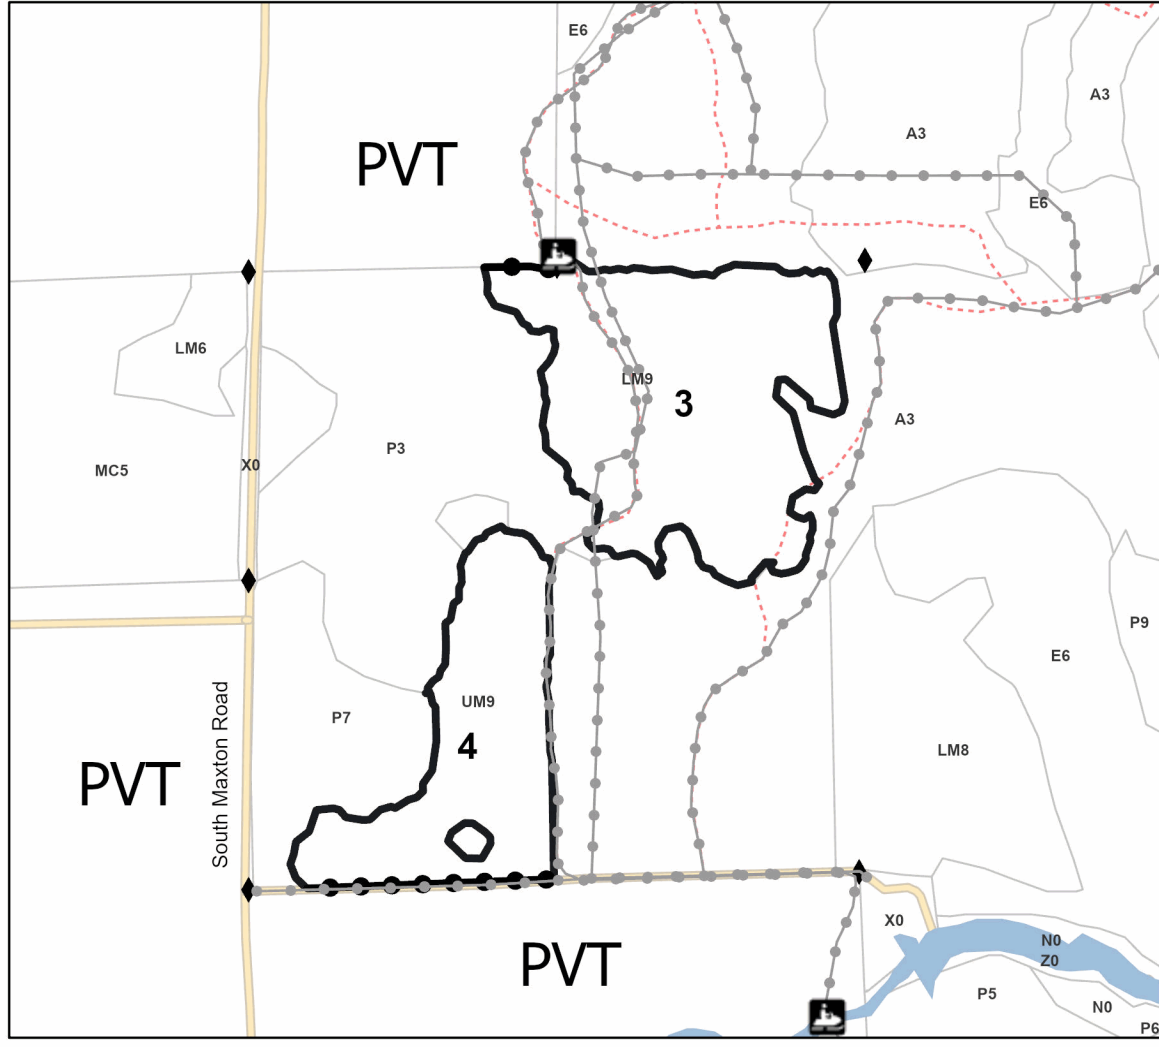 E6
A3
A3
PVT
E6
LM6
LM9
3
A3
P3
X0
MC5
P9
E6
UM9
P7
4
LM8
South Maxton Road
PVT
X0
N0
Z0
PVT
P5
N0
P6